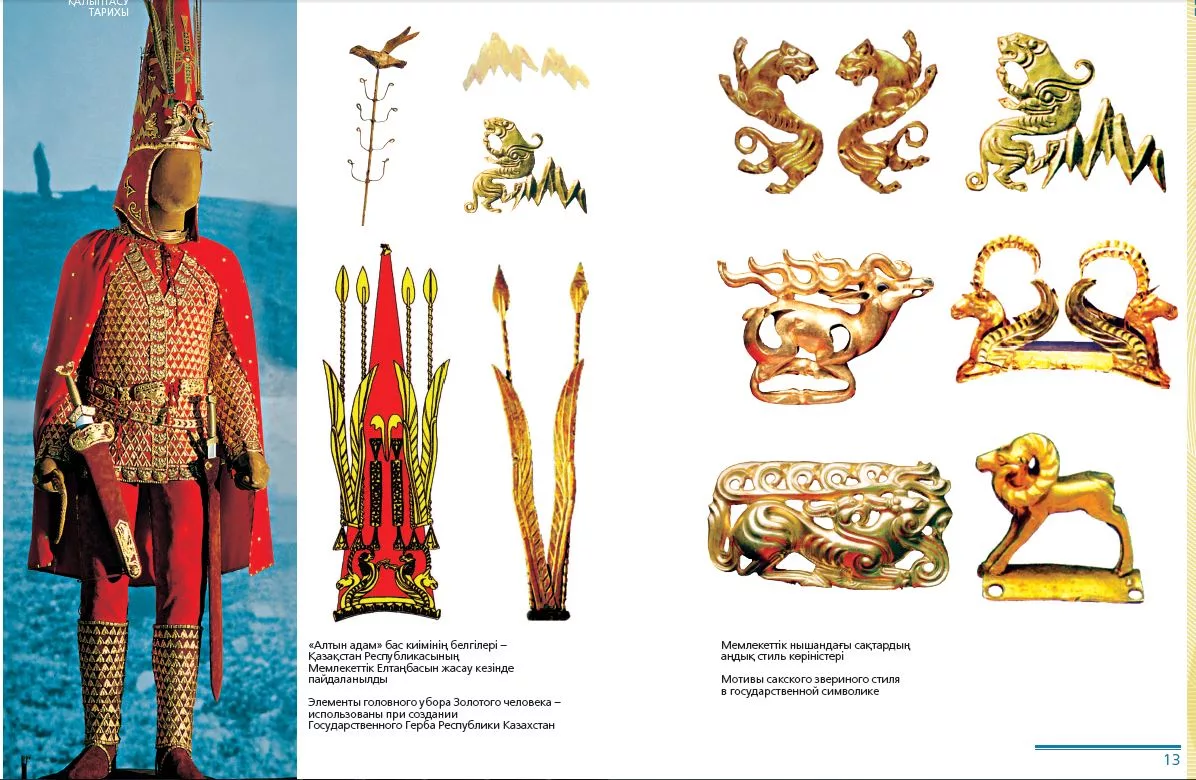 ҚАЛЫПТАСУ
ТАРИХЫ
«Алтын адам» бас киімінің белгілері –
Қазақстан Республикасының
Мемлекеттік Елтаңбасын жасау кезінде
пайдаланылды
Элементы головного убора Золотого человека –
использованы при создании
Государственного Герба Республики Казахстан
Мемлекеттік нышандағы сақтардың
аңдық стиль көріністері
Мотивы сакского звериного стиля
в государственной символике
13